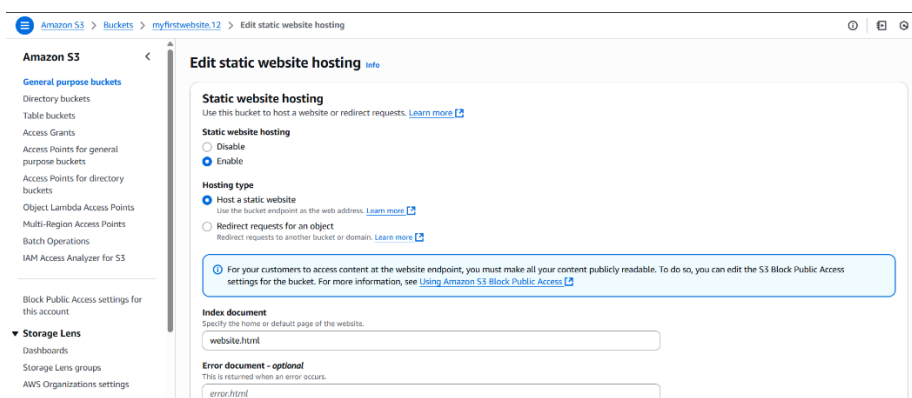 Amazon S3 > Buckets > myfirstwebsite.12 > Edit static website hosting
Amazon S3
General purpose buckets
Directory buckets
Table buckets
Access Grants
Access Points for general
purpose buckets
Access Points for directory
buckets
Object Lambda Access Points
Multi-Region Access Points
Batch Operations
IAM Access Analyzer for S3
Block Public Access settings for
this account
Storage Lens
Dashboards
Storage Lens groups
AWS Organizations settings
Edit static website hosting Info
Static website hosting
Use this bucket to host a website or redirect requests. Learn more
Static website hosting
Disable
Enable
Hosting type
Host a static website
Use the bucket endpoint as the web address. Learn more
Redirect requests for an object
Redirect requests to another bucket or domain. Learn more
For your customers to access content at the website endpoint, you must make all your content publicly readable. To do so, you can edit the S3 Block Public Access
settings for the bucket. For more information, see Using Amazon S3 Block Public Access
Index document
Specify the home or default page of the website.
website.html
Error document - optional
This is returned when an error occurs.
error.html